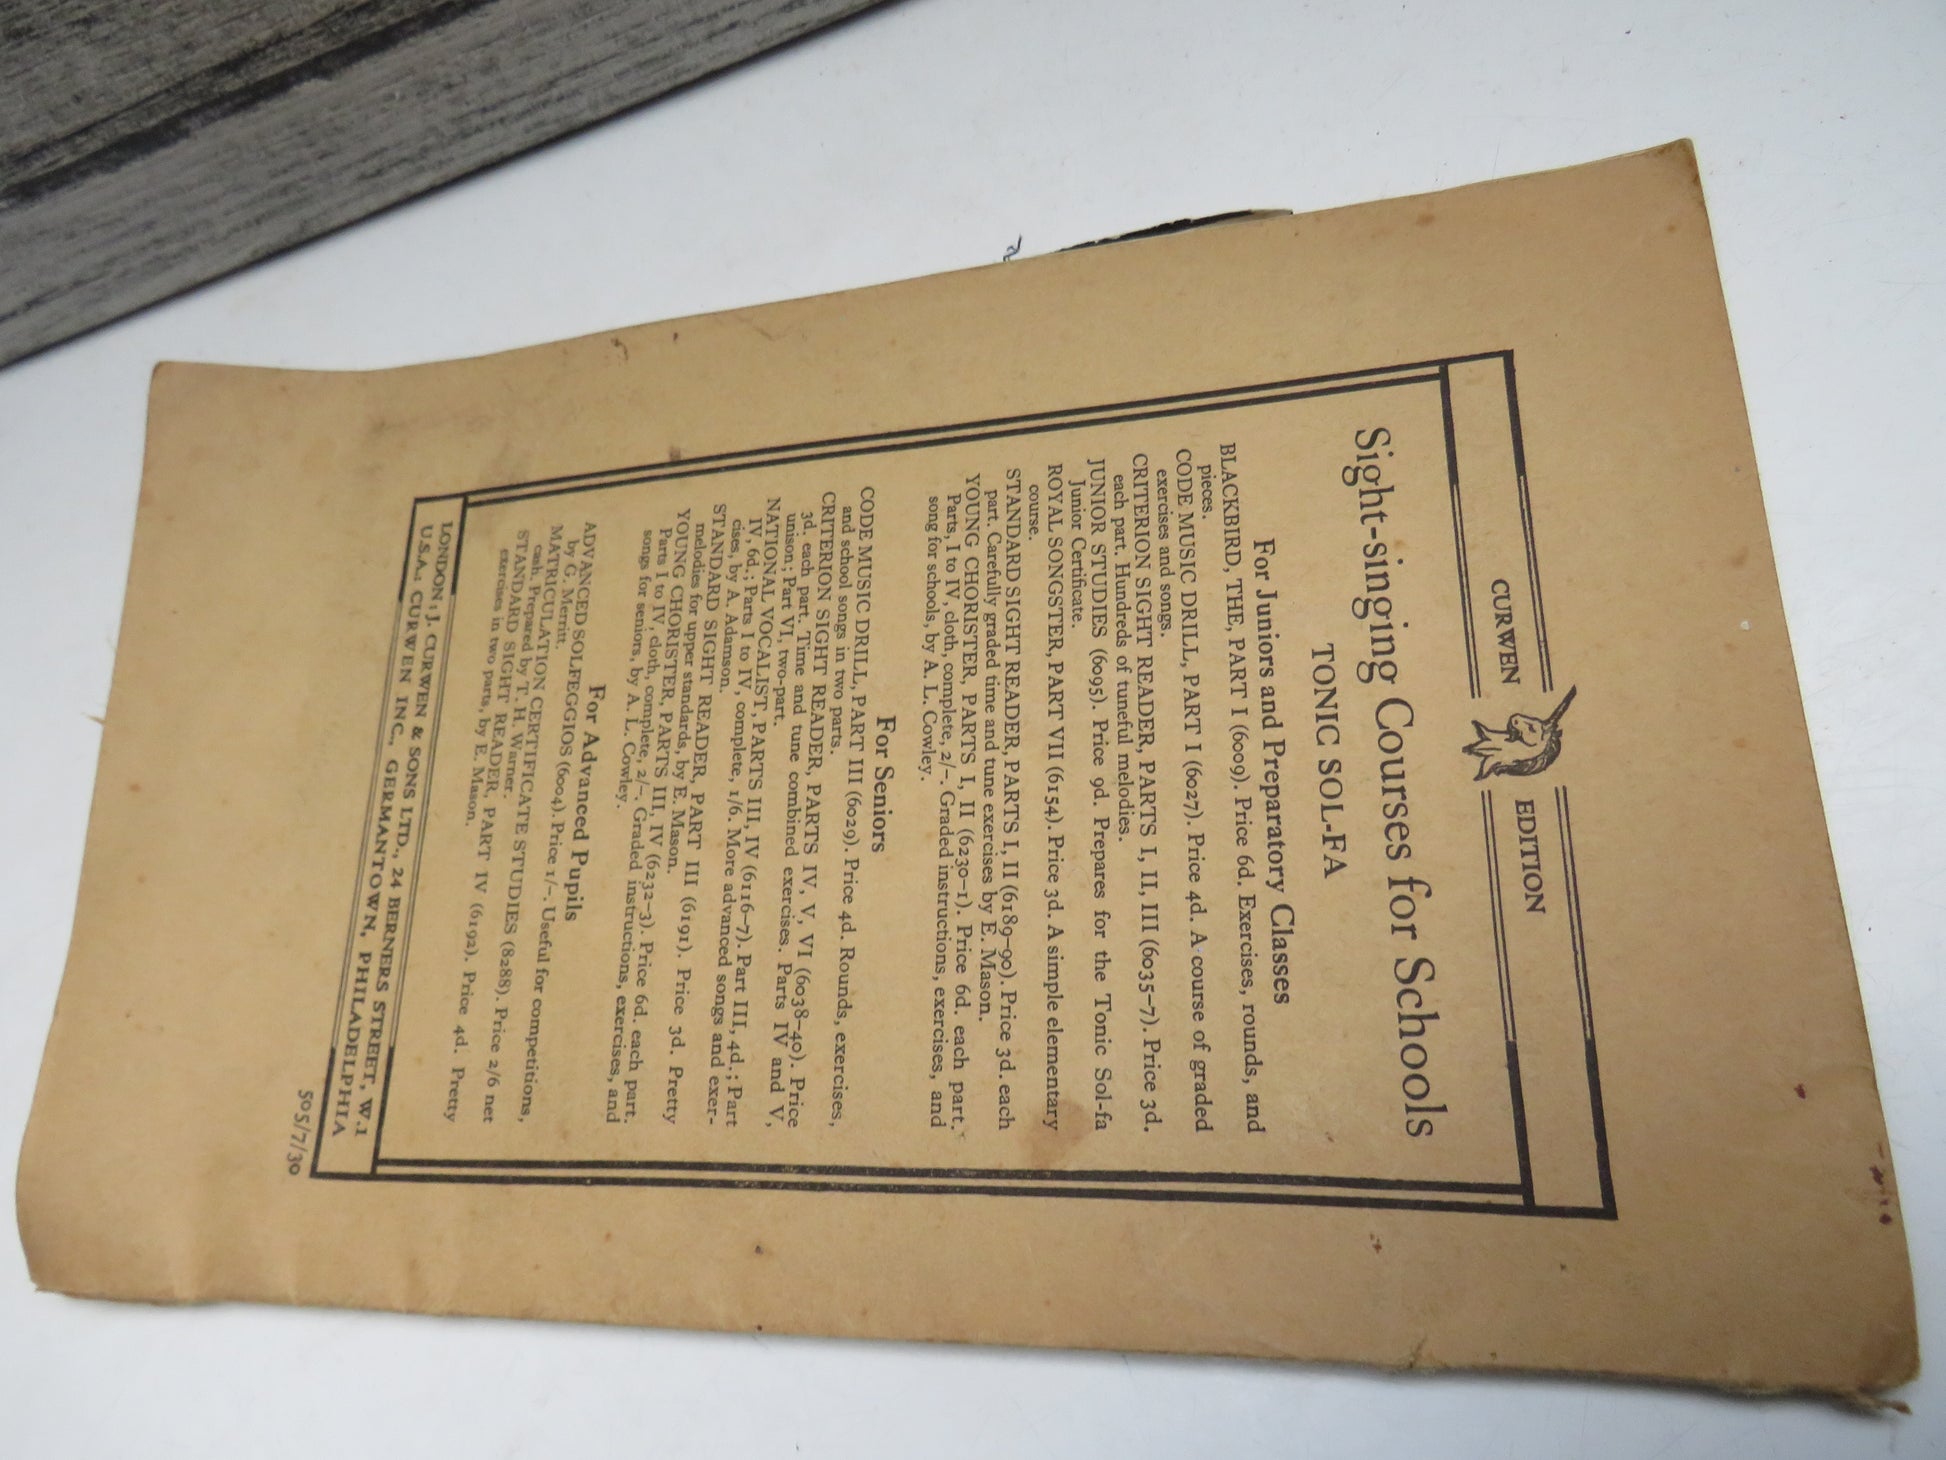 CURWEN EDITION
Sight-singing Courses for Schools
TONIC SOL-FA
For Juniors and Preparatory Classes
BLACKBIRD, THE, PART I (6009). Price 6d. Exercises, rounds, and
pieces.
CODE MUSIC DRILL, PART I (6027). Price 4d. A course of graded
exercises and songs.
CRITERION SIGHT READER, PARTS I, II, III (6035-7). Price 3d.
each part. Hundreds of tuneful melodies.
JUNIOR STUDIES (6095). Price 9d. Prepares for the Tonic Sol-fa
Junior Certificate.
ROYAL SONGSTER, PART VII (6154). Price 3d. A simple elementary
course.
STANDARD SIGHT READER, PARTS I, II (6189-90). Price 3d. each
part. Carefully graded time and tune exercises by E. Mason.
YOUNG CHORISTER, PARTS I, II (6230-1). Price 6d. each part.
Parts, I to IV, cloth, complete, 2/-. Graded instructions, exercises, and
song for schools, by A. L. Cowley.
For Seniors
CODE MUSIC DRILL, PART III (6029). Price 4d. Rounds, exercises,
and school songs in two parts.
CRITERION SIGHT READER, PARTS IV, V, VI (6038-40). Price
3d. each part. Time and tune combined exercises. Parts IV and V,
unison; Part VI, two-part.
NATIONAL VOCALIST, PARTS III, IV (6116-7). Part III, 4d.; Part
IV, 6d.; Parts I to IV, complete, 1/6. More advanced songs and exer-
cises, by A. Adamson.
STANDARD SIGHT READER, PART III (6191). Price 3d. Pretty
melodies for upper standards, by E. Mason.
YOUNG CHORISTER, PARTS III, IV (6232-3). Price 6d. each part.
Parts I to IV, cloth, complete, 2/-. Graded instructions, exercises, and
songs for seniors, by A. L. Cowley.
For Advanced Pupils
ADVANCED SOLFEGGIOS (6004). Price 1/-. Useful for competitions,
by G. Merritt.
MATRICULATION CERTIFICATE STUDIES (8288). Price 2/6 net
cash. Prepared by T. H. Warner.
STANDARD SIGHT READER, PART IV (6192). Price 4d. Pretty
exercises in two parts, by E. Mason.
LONDON: J. CURWEN & SONS LTD., 24 BERNERS STREET, W.1
U.S.A.: CURWEN INC., GERMANTOWN, PHILADELPHIA
505/7/30